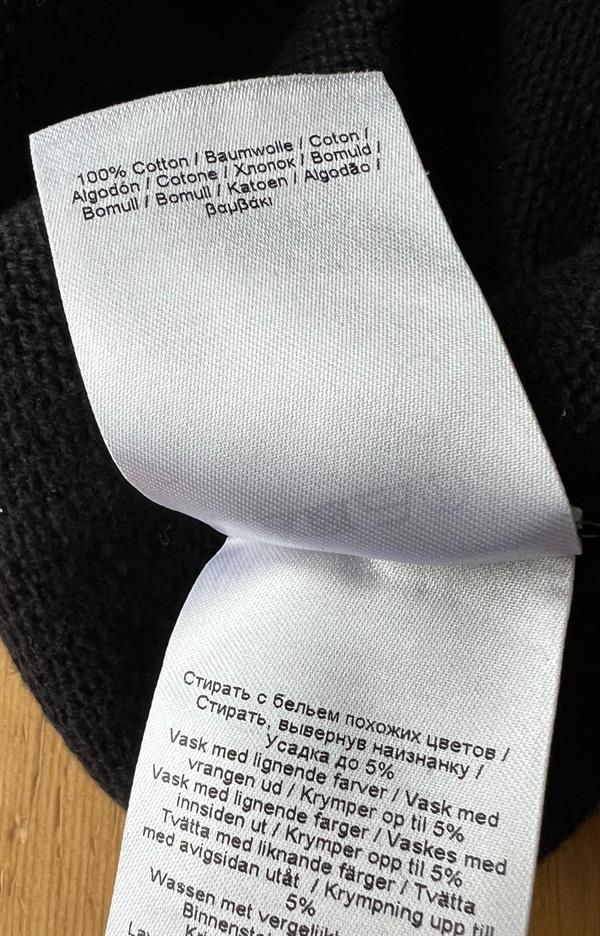 100% Cotton / Baumwolle / Coton /
Algodón / Cotone / Хлопок / Bomuld /
Bomull / Bomull / Katoen / Algodão /
βαμβάκι
Стирать с бельем похожих цветов /
Стирать, вывернув наизнанку /
Усадка до 5%
Vask med lignende farver / Vask med
vrangen ud / Krymper op til 5%
Vask med lignende farger / Vaskes med
innsiden ut / Krymper opp til 5%
Tvätta med liknande färger / Tvätta
med avigsidan utåt / Krympning upp till
5%
Wassen met